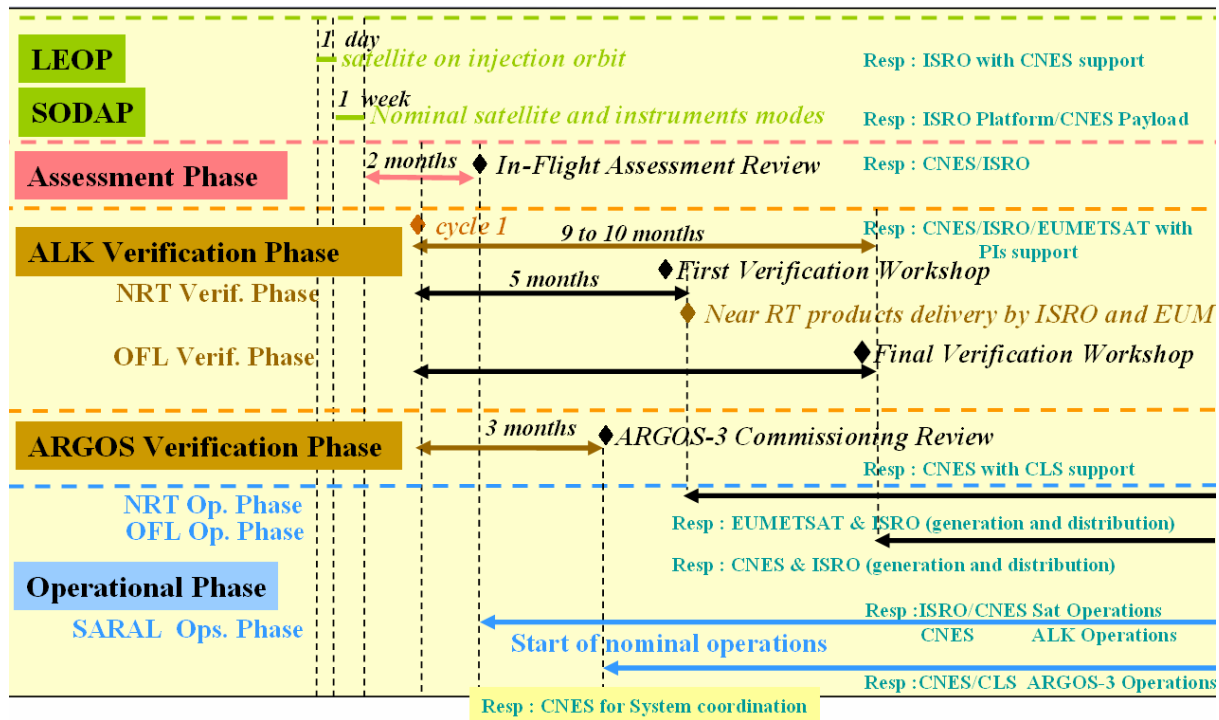 1 day
LEOP
satellite on injection orbit
Resp : ISRO with CNES support
1 week
SODAP
Nominal satellite and instruments modes
Resp : ISRO Platform/CNES Payload
2 months
In-Flight Assessment Review
Resp : CNES/ISRO
Assessment Phase
cycle 1
9 to 10 months
Resp : CNES/ISRO/EUMETSAT with
PIs support
ALK Verification Phase
First Verification Workshop
NRT Verif. Phase
5 months
Near RT products delivery by ISRO and EUM
OFL Verif. Phase
Final Verification Workshop
3 months
ARGOS-3 Commissioning Review
ARGOS Verification Phase
Resp : CNES with CLS support
NRT Op. Phase
OFL Op. Phase
Resp : EUMETSAT & ISRO (generation and distribution)
Resp : CNES & ISRO (generation and distribution)
Operational Phase
SARAL Ops. Phase
Resp :ISRO/CNES Sat Operations
CNES ALK Operations
Start of nominal operations
Resp :CNES/CLS ARGOS-3 Operations
Resp : CNES for System coordination